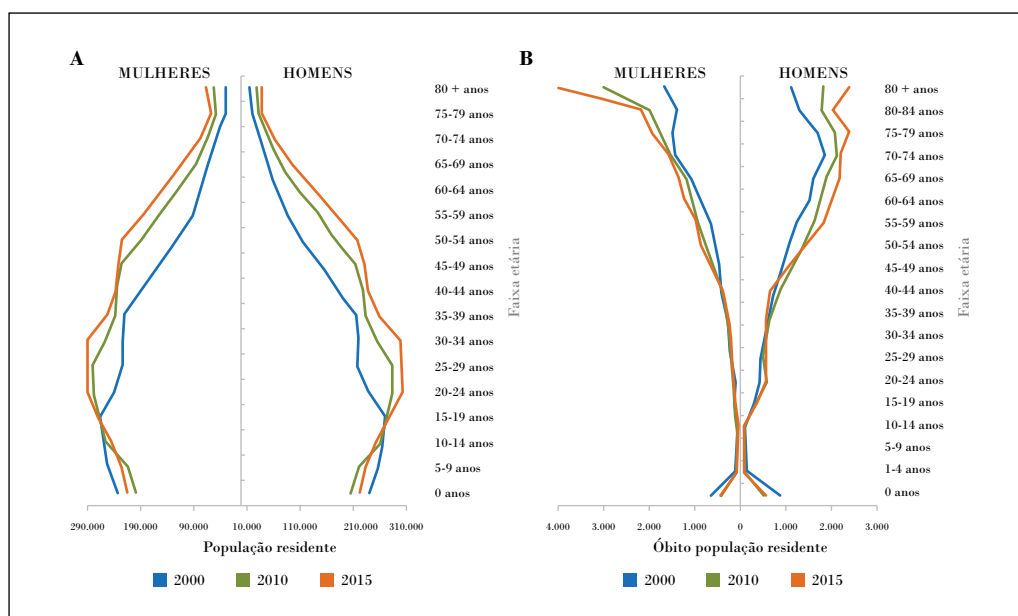 A
MULHERES HOMENS
80 + anos
75-79 anos
70-74 anos
65-69 anos
60-64 anos
55-59 anos
50-54 anos
45-49 anos
40-44 anos
35-39 anos
30-34 anos
25-29 anos
20-24 anos
15-19 anos
10-14 anos
5-9 anos
0 anos
Faixa etária
290.000 190.000 90.000 10.000 110.000 210.000 310.000
População residente
2000 2010 2015
B
MULHERES HOMENS
80 + anos
80-84 anos
75-79 anos
70-74 anos
65-69 anos
60-64 anos
55-59 anos
50-54 anos
45-49 anos
40-44 anos
35-39 anos
30-34 anos
25-29 anos
20-24 anos
15-19 anos
10-14 anos
5-9 anos
1-4 anos
0 anos
Faixa etária
4.000 3.000 2.000 1.000 0 1.000 2.000 3.000
Óbito população residente
2000 2010 2015